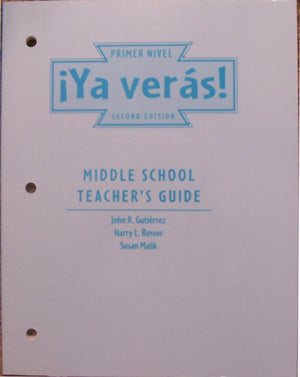 PRIMER NIVEL
¡Ya verás!
SECOND EDITION
MIDDLE SCHOOL
TEACHER'S GUIDE
John R. Gutiérrez
Harry L. Rosser
Susan Malik